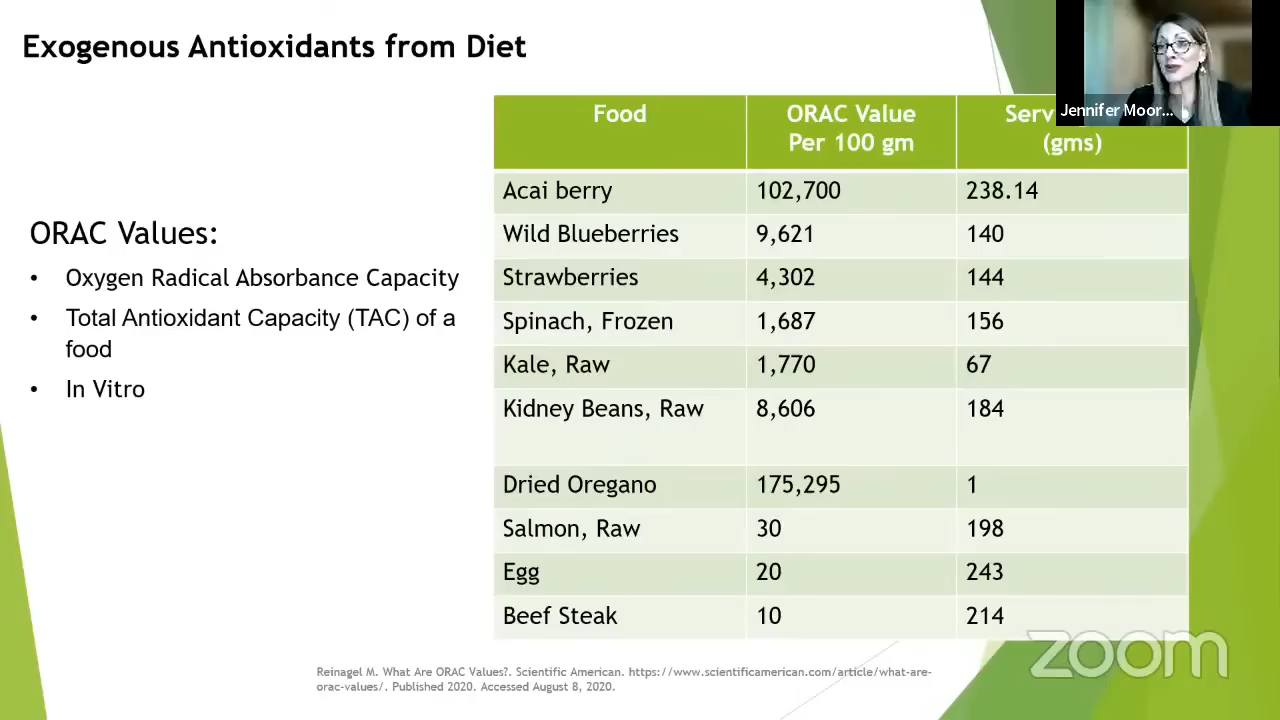 Exogenous Antioxidants from Diet
Jennifer Moor...
ORAC Values:
• Oxygen Radical Absorbance Capacity
• Total Antioxidant Capacity (TAC) of a
food
• In Vitro
Food ORAC Value
Per 100 gm
(gms)
Acai berry 102,700 238.14
Wild Blueberries 9,621 140
Strawberries 4,302 144
Spinach, Frozen 1,687 156
Kale, Raw 1,770 67
Kidney Beans, Raw 8,606 184
Dried Oregano 175,295 1
Salmon, Raw 30 198
Egg 20 243
Beef Steak 10 214
Reinagel M. What Are ORAC Values?. Scientific American. https://www.scientificamerican.com/article/what-are-
orac-values/. Published 2020. Accessed August 8, 2020.
zoom